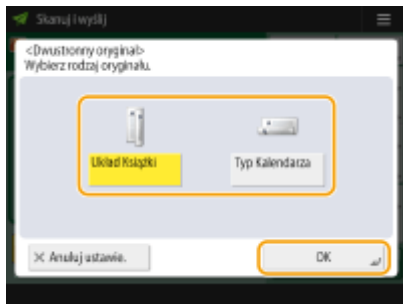 Skanuj i wyślij
<Dwustronny oryginał>
Wybierz rodzaj oryginału.
Układ Książki
Typ Kalendarza
× Anuluj ustawie.
OK